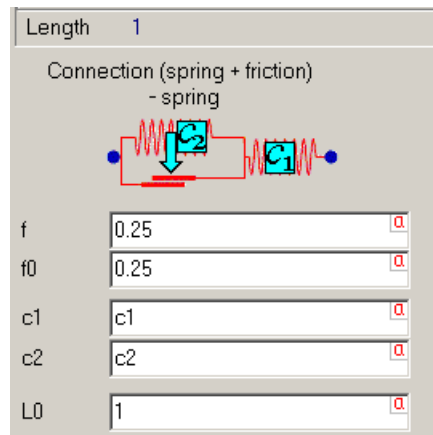 Length 1
Connection (spring + friction)
- spring
C2
C1
f 0.25 α
f0 0.25 α
c1 c1 α
c2 c2 α
L0 1 α